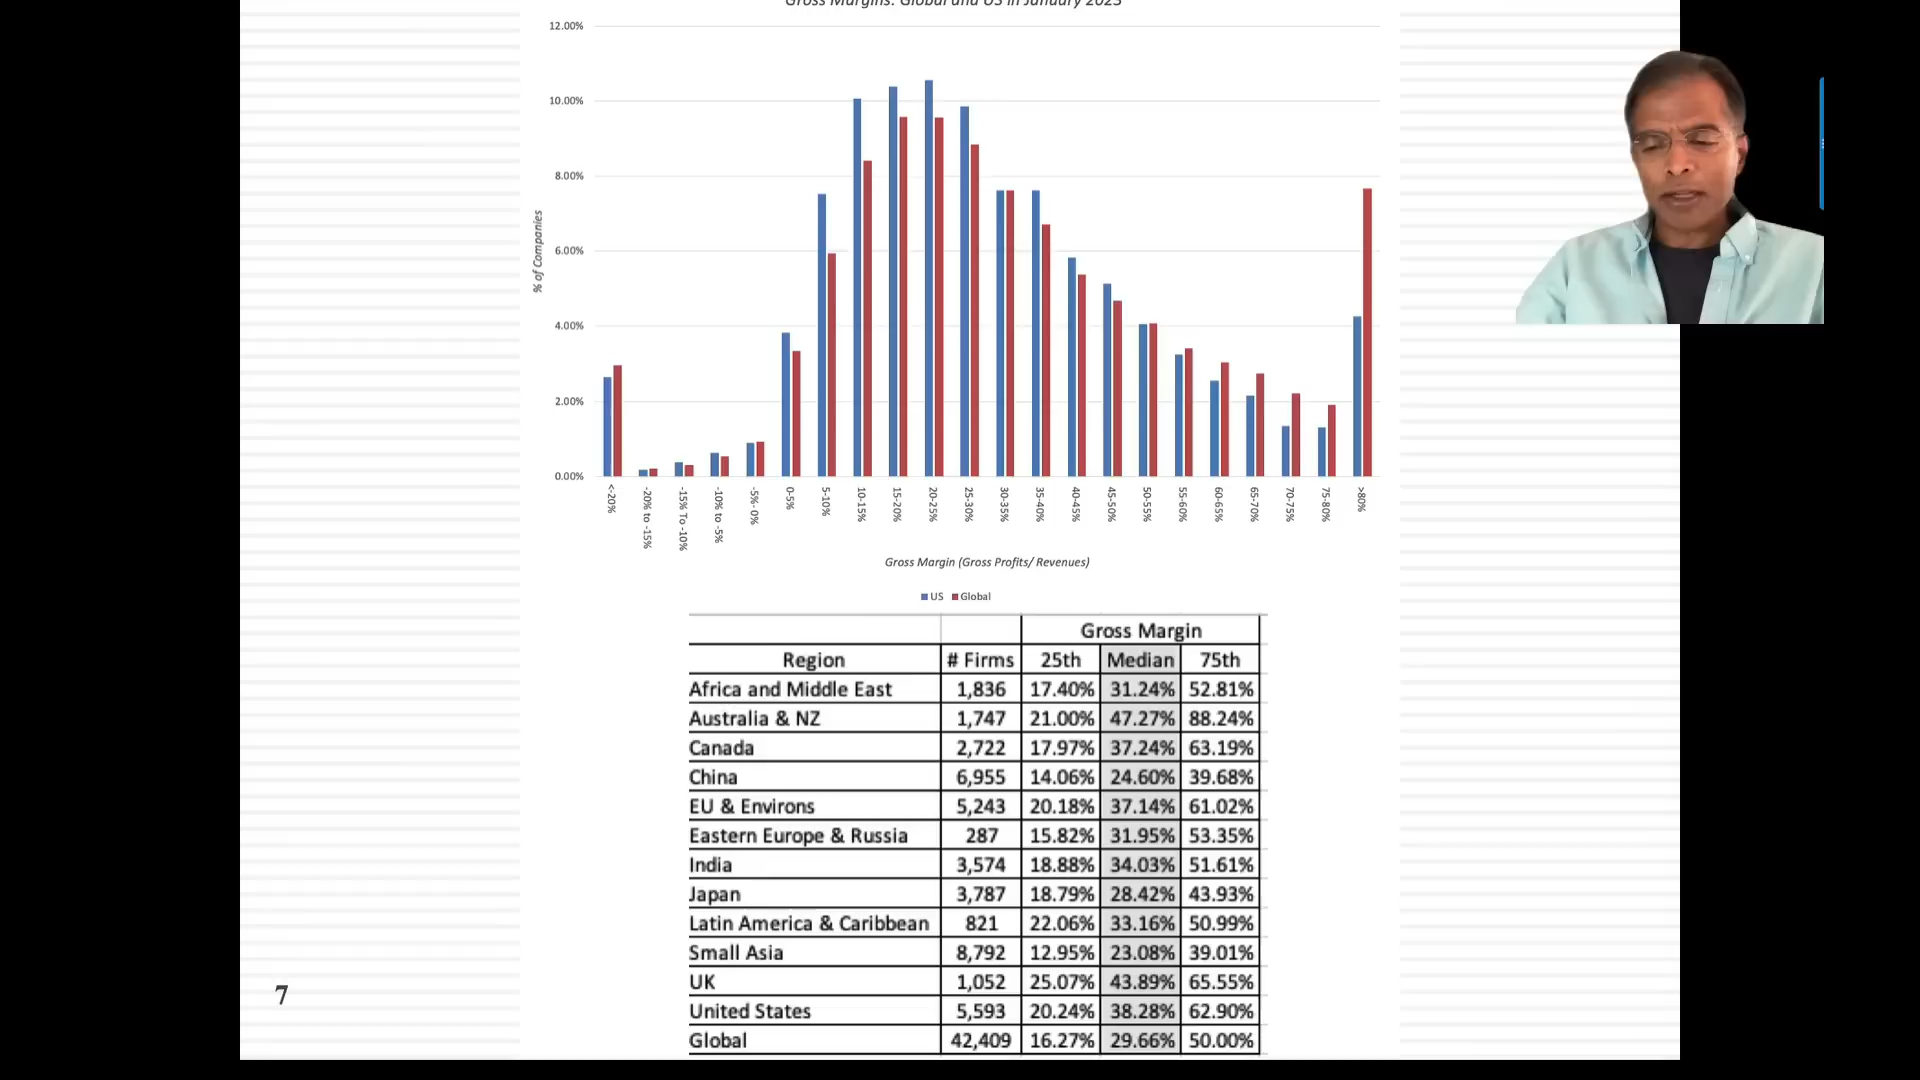 Gross Margins: Global and US in January 2023
12.00%
10.00%
8.00%
6.00%
4.00%
2.00%
0.00%
% of Companies
<-20%
-20% to -15%
-15% To -10%
-10% to -5%
-5%- 0%
0-5%
5-10%
10-15%
15-20%
20-25%
25-30%
30-35%
35-40%
40-45%
45-50%
50-55%
55-60%
60-65%
65-70%
70-75%
75-80%
>80%
Gross Margin (Gross Profits/ Revenues)
US Global
Gross Margin
Region # Firms 25th Median 75th
Africa and Middle East 1,836 17.40% 31.24% 52.81%
Australia & NZ 1,747 21.00% 47.27% 88.24%
Canada 2,722 17.97% 37.24% 63.19%
China 6,955 14.06% 24.60% 39.68%
EU & Environs 5,243 20.18% 37.14% 61.02%
Eastern Europe & Russia 287 15.82% 31.95% 53.35%
India 3,574 18.88% 34.03% 51.61%
Japan 3,787 18.79% 28.42% 43.93%
Latin America & Caribbean 821 22.06% 33.16% 50.99%
Small Asia 8,792 12.95% 23.08% 39.01%
UK 1,052 25.07% 43.89% 65.55%
United States 5,593 20.24% 38.28% 62.90%
Global 42,409 16.27% 29.66% 50.00%
7